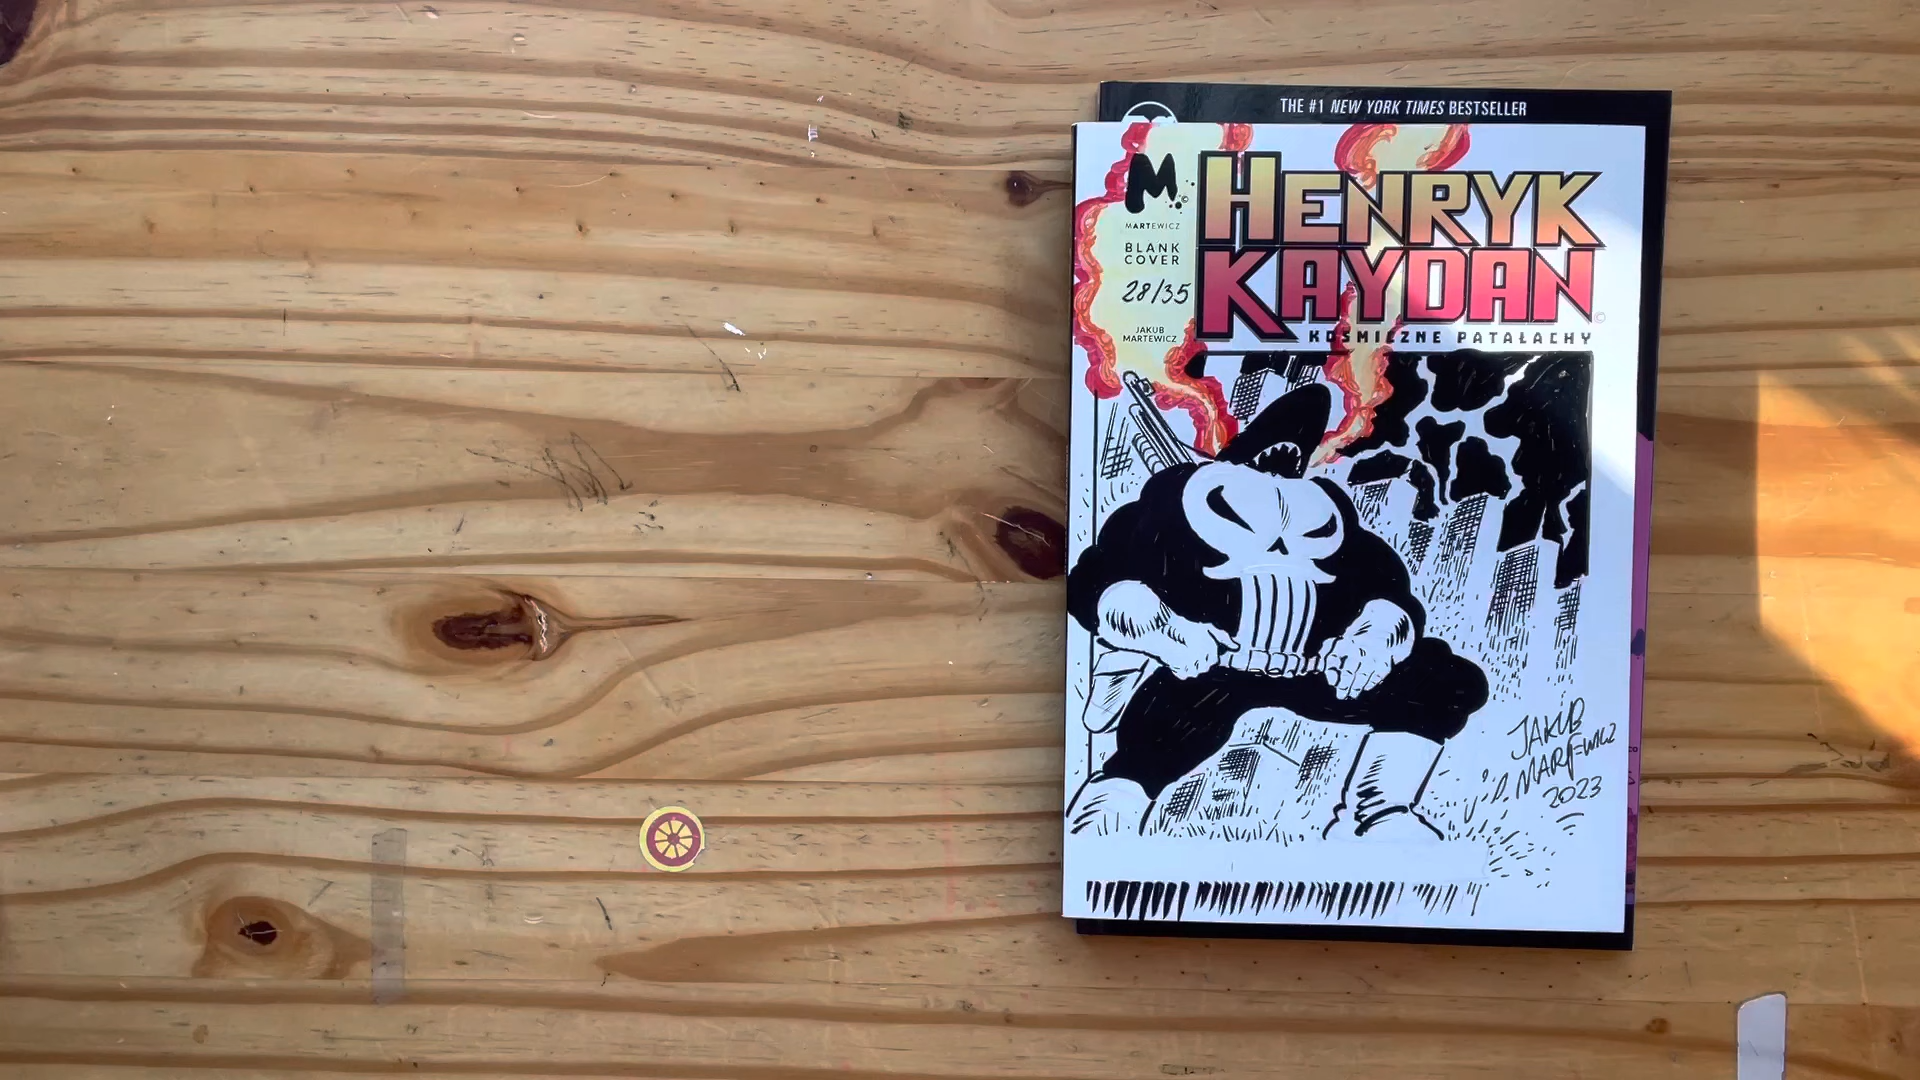 THE #1 NEW YORK TIMES BESTSELLER
M
©
MARTEWICZ
BLANK
COVER
28/35
JAKUB
MARTEWICZ
HENRYK
KAYDAN
©
KOSMICZNE PATAŁACHY
JAKUB
MARTEWICZ
2023